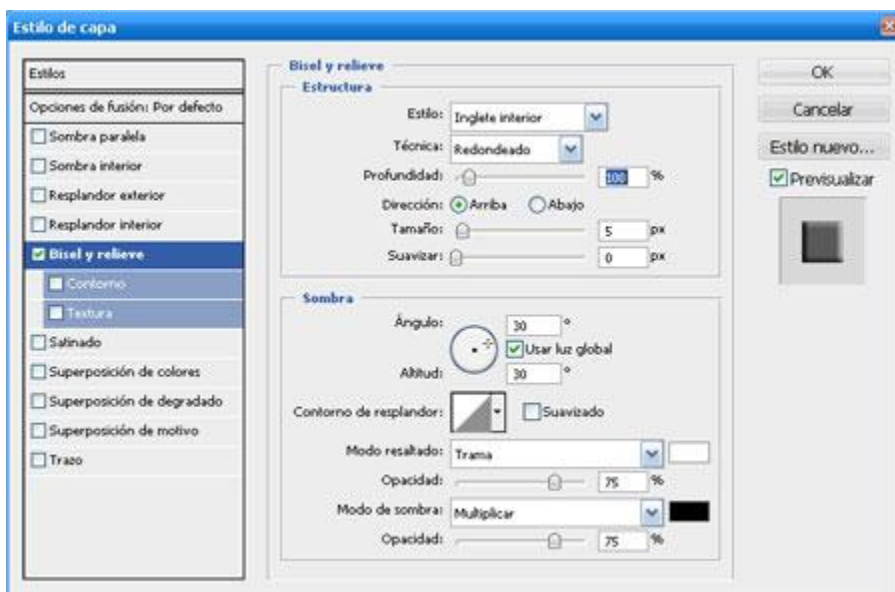 Estilo de capa
Estilos
Opciones de fusión: Por defecto
Sombra paralela
Sombra interior
Resplandor exterior
Resplandor interior
Bisel y relieve
Contorno
Textura
Satinado
Superposición de colores
Superposición de degradado
Superposición de motivo
Trazo
Bisel y relieve
Estructura
Estilo: Inglete interior
Técnica: Redondeado
Profundidad: 100 %
Dirección: Arriba Abajo
Tamaño: 5 px
Suavizar: 0 px
Sombra
Ángulo: 30 °
Usar luz global
Altitud: 30 °
Contorno de resplandor: Suavizado
Modo resaltado: Trama
Opacidad: 75 %
Modo de sombra: Multiplicar
Opacidad: 75 %
OK
Cancelar
Estilo nuevo...
Previsualizar